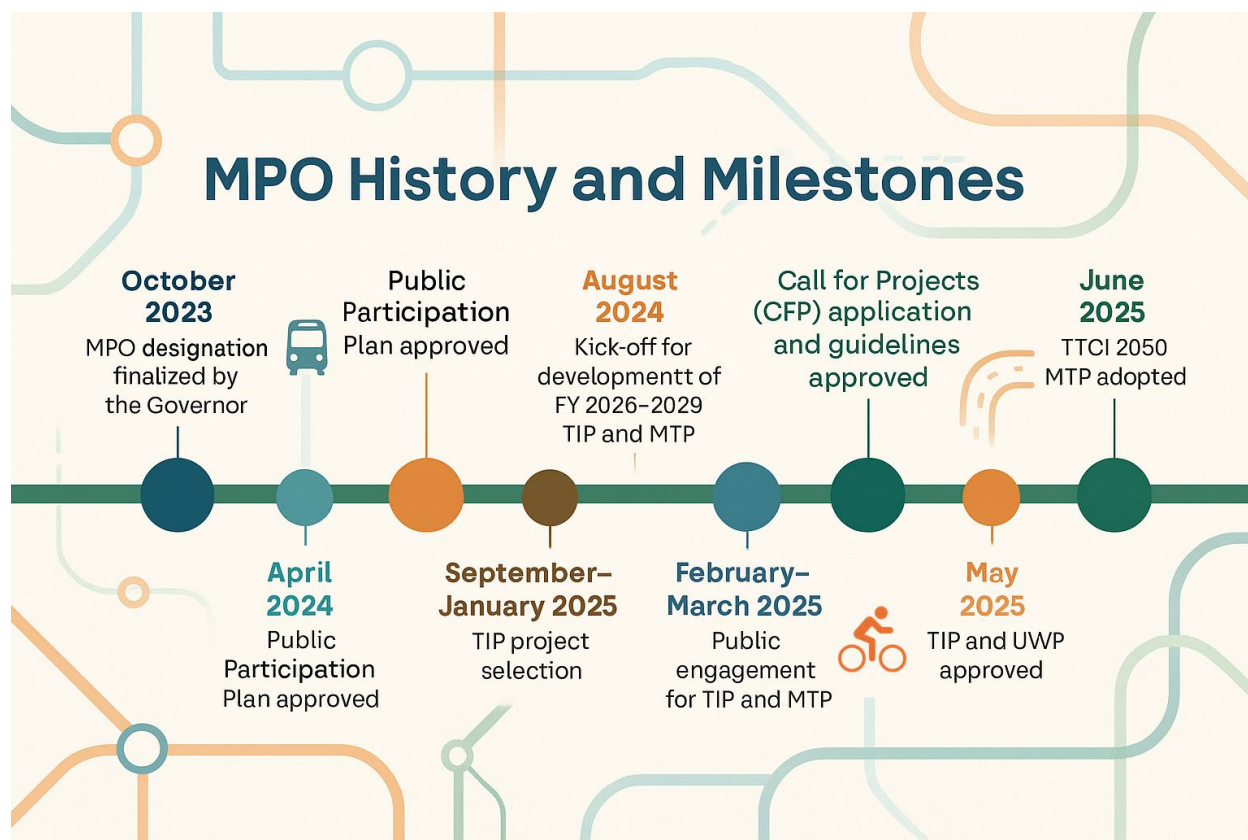 MPO History and Milestones
October
2023
MPO designation
finalized by
the Governor
Public
Participation
Plan approved
August
2024
Kick-off for
developmentt of
FY 2026–2029
TIP and MTP
Call for Projects
(CFP) application
and guidelines
approved
June
2025
TTCI 2050
MTP adopted
April
2024
Public
Participation
Plan approved
September–
January 2025
TIP project
selection
February–
March 2025
Public
engagement
for TIP and MTP
May
2025
TIP and UWP
approved